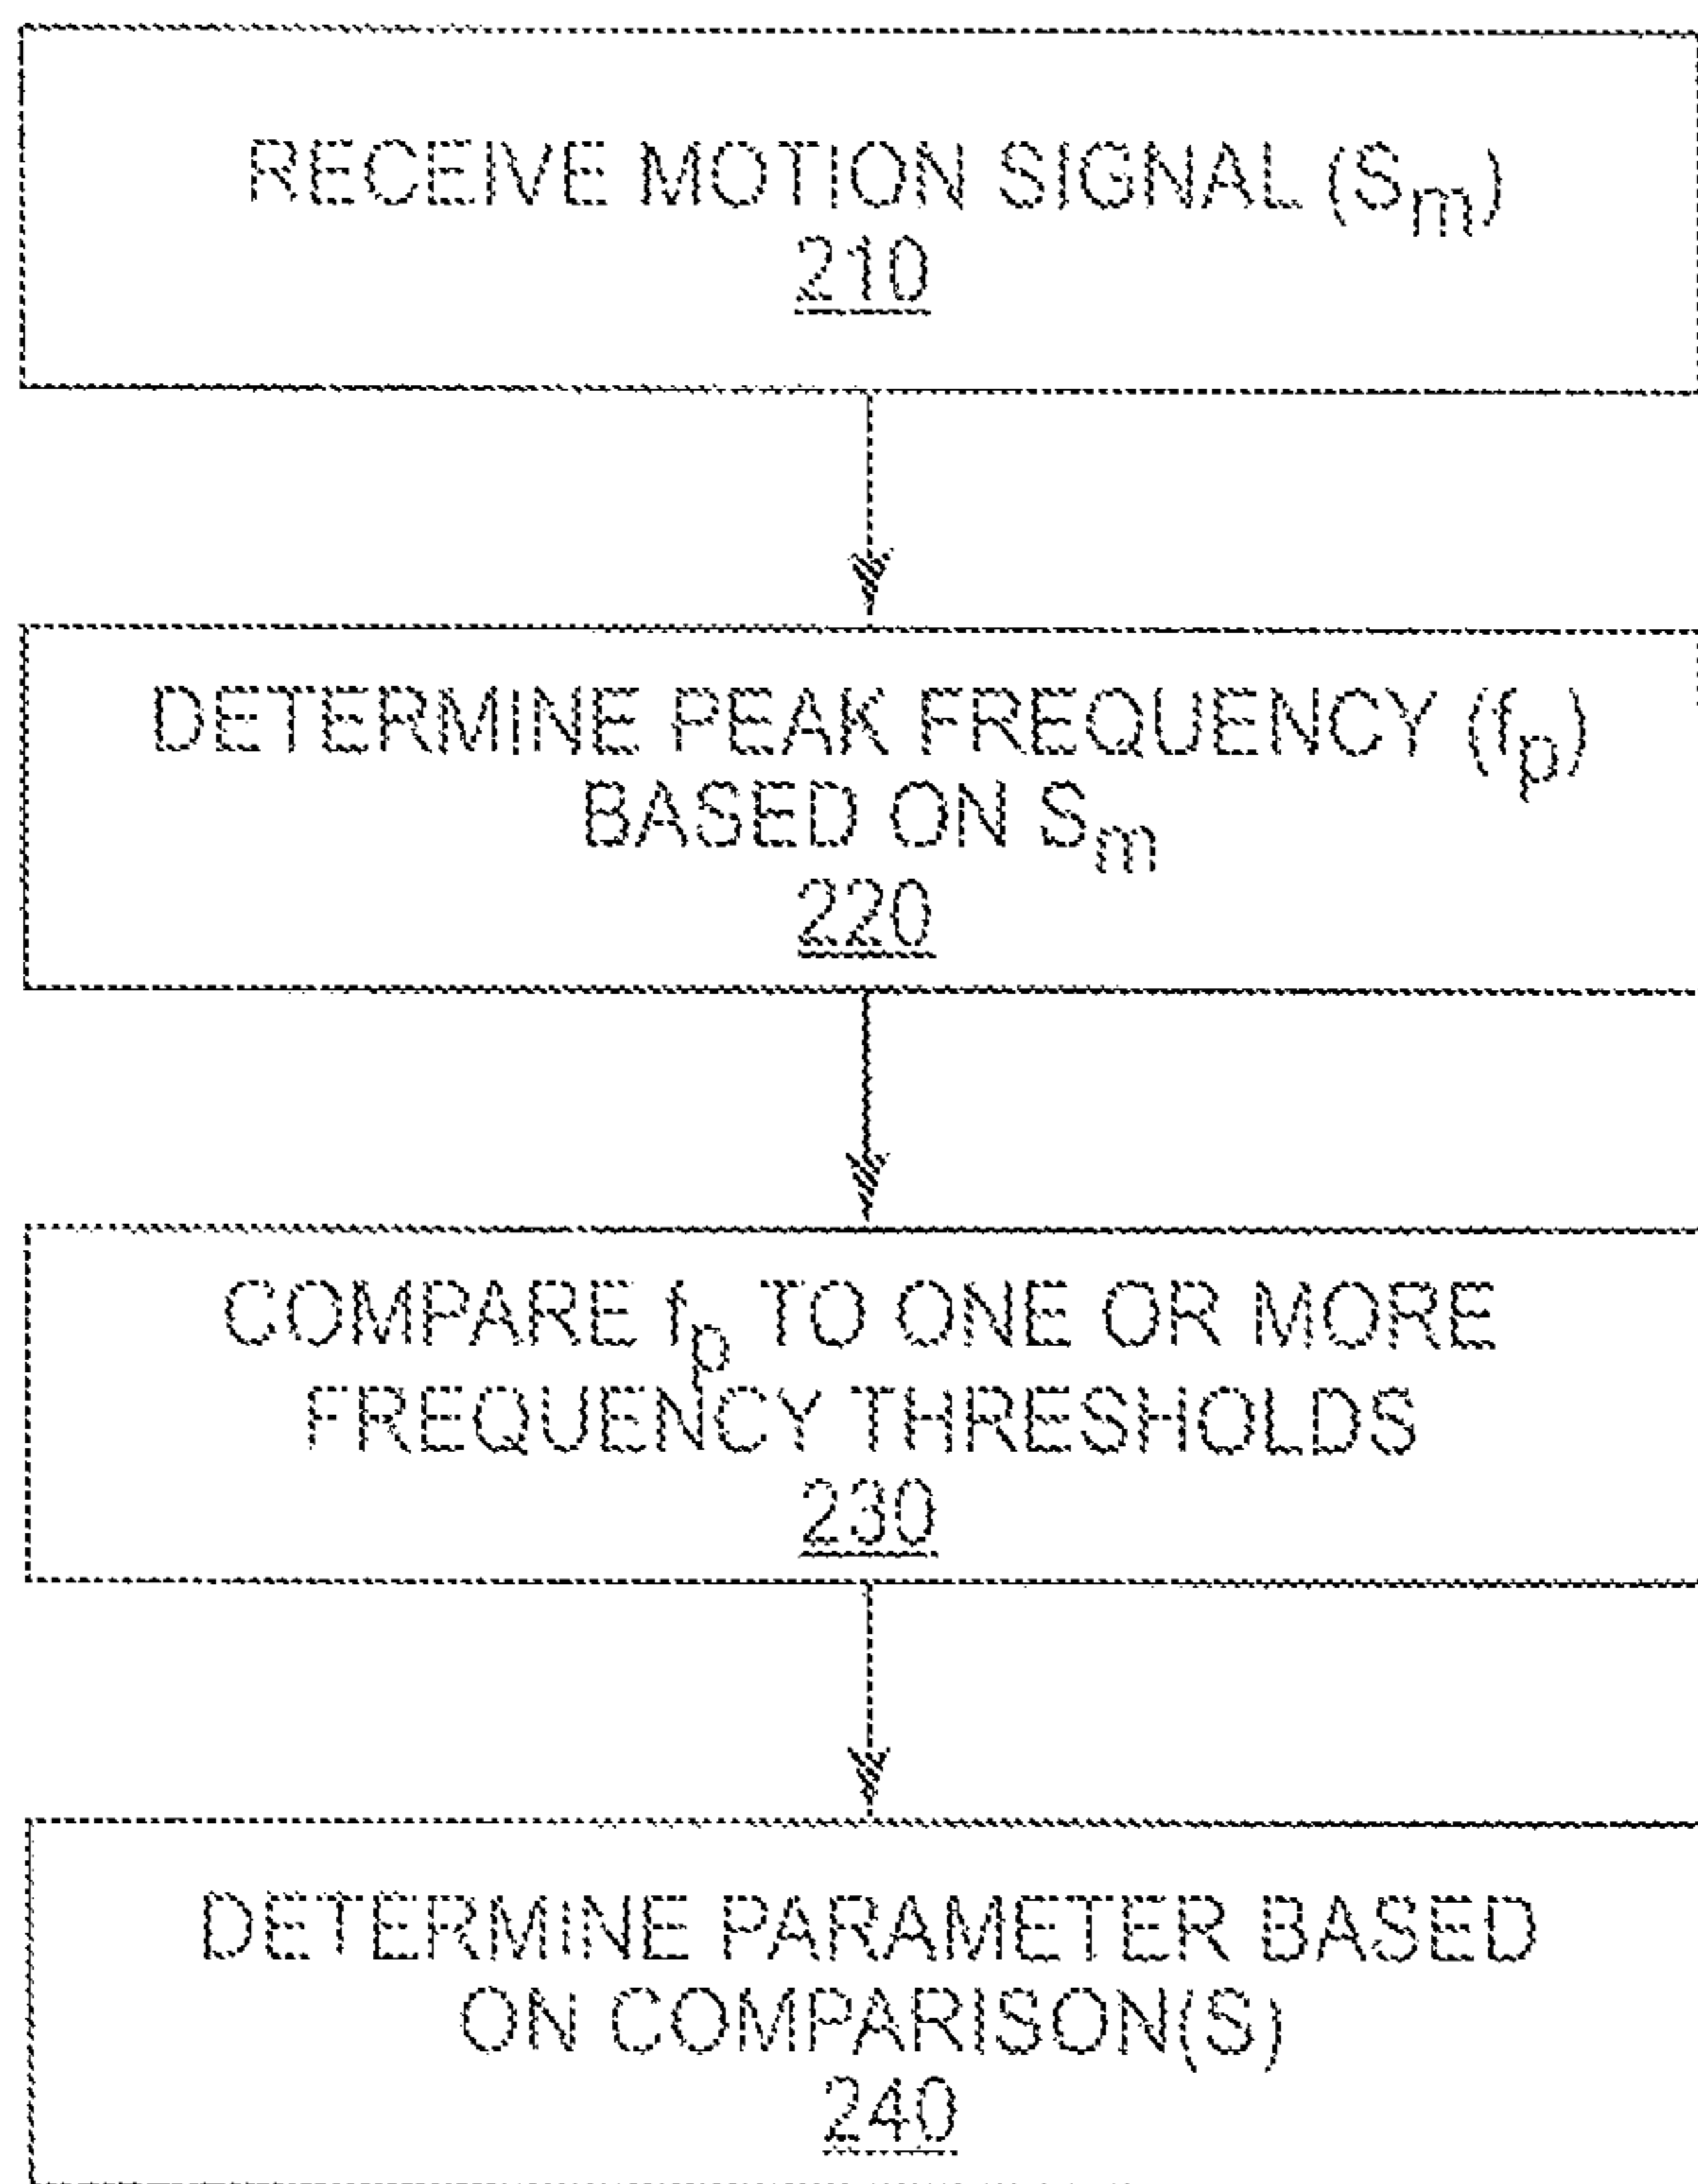 RECEIVE MOTION SIGNAL (Sm)
210
DETERMINE PEAK FREQUENCY (fp)
BASED ON Sm
220
COMPARE fp TO ONE OR MORE
FREQUENCY THRESHOLDS
230
DETERMINE PARAMETER BASED
ON COMPARISON(S)
240